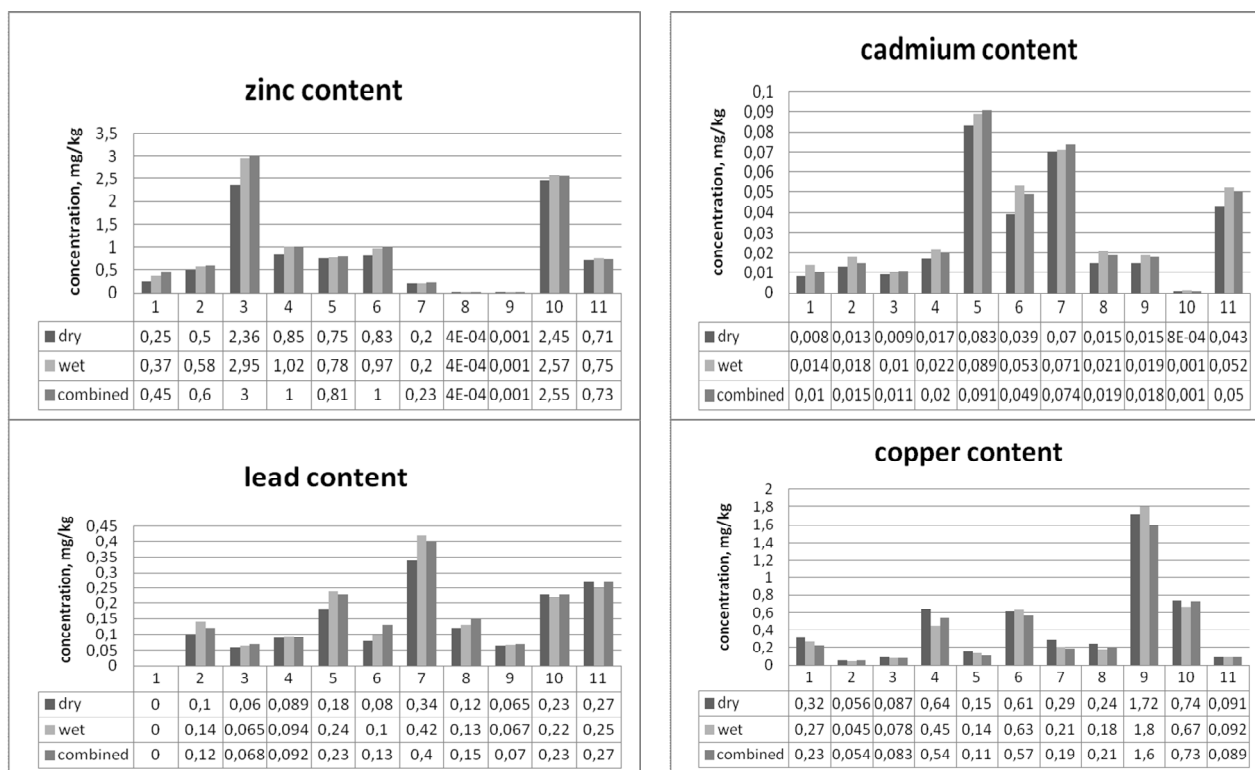 zinc content
concentration, mg/kg
3,5
3
2,5
2
1,5
1
0,5
0
1 2 3 4 5 6 7 8 9 10 11
dry 0,25 0,5 2,36 0,85 0,75 0,83 0,2 4E-04 0,001 2,45 0,71
wet 0,37 0,58 2,95 1,02 0,78 0,97 0,2 4E-04 0,001 2,57 0,75
combined 0,45 0,6 3 1 0,81 1 0,23 4E-04 0,001 2,55 0,73
cadmium content
concentration, mg/kg
0,1
0,09
0,08
0,07
0,06
0,05
0,04
0,03
0,02
0,01
0
1 2 3 4 5 6 7 8 9 10 11
dry 0,008 0,013 0,009 0,017 0,083 0,039 0,07 0,015 0,015 8E-04 0,043
wet 0,014 0,018 0,01 0,022 0,089 0,053 0,071 0,021 0,019 0,001 0,052
combined 0,01 0,015 0,011 0,02 0,091 0,049 0,074 0,019 0,018 0,001 0,05
lead content
concentration, mg/kg
0,45
0,4
0,35
0,3
0,25
0,2
0,15
0,1
0,05
0
1 2 3 4 5 6 7 8 9 10 11
dry 0 0,1 0,06 0,089 0,18 0,08 0,34 0,12 0,065 0,23 0,27
wet 0 0,14 0,065 0,094 0,24 0,1 0,42 0,13 0,067 0,22 0,25
combined 0 0,12 0,068 0,092 0,23 0,13 0,4 0,15 0,07 0,23 0,27
copper content
concentration, mg/kg
2
1,8
1,6
1,4
1,2
1
0,8
0,6
0,4
0,2
0
1 2 3 4 5 6 7 8 9 10 11
dry 0,32 0,056 0,087 0,64 0,15 0,61 0,29 0,24 1,72 0,74 0,091
wet 0,27 0,045 0,078 0,45 0,14 0,63 0,21 0,18 1,8 0,67 0,092
combined 0,23 0,054 0,083 0,54 0,11 0,57 0,19 0,21 1,6 0,73 0,089